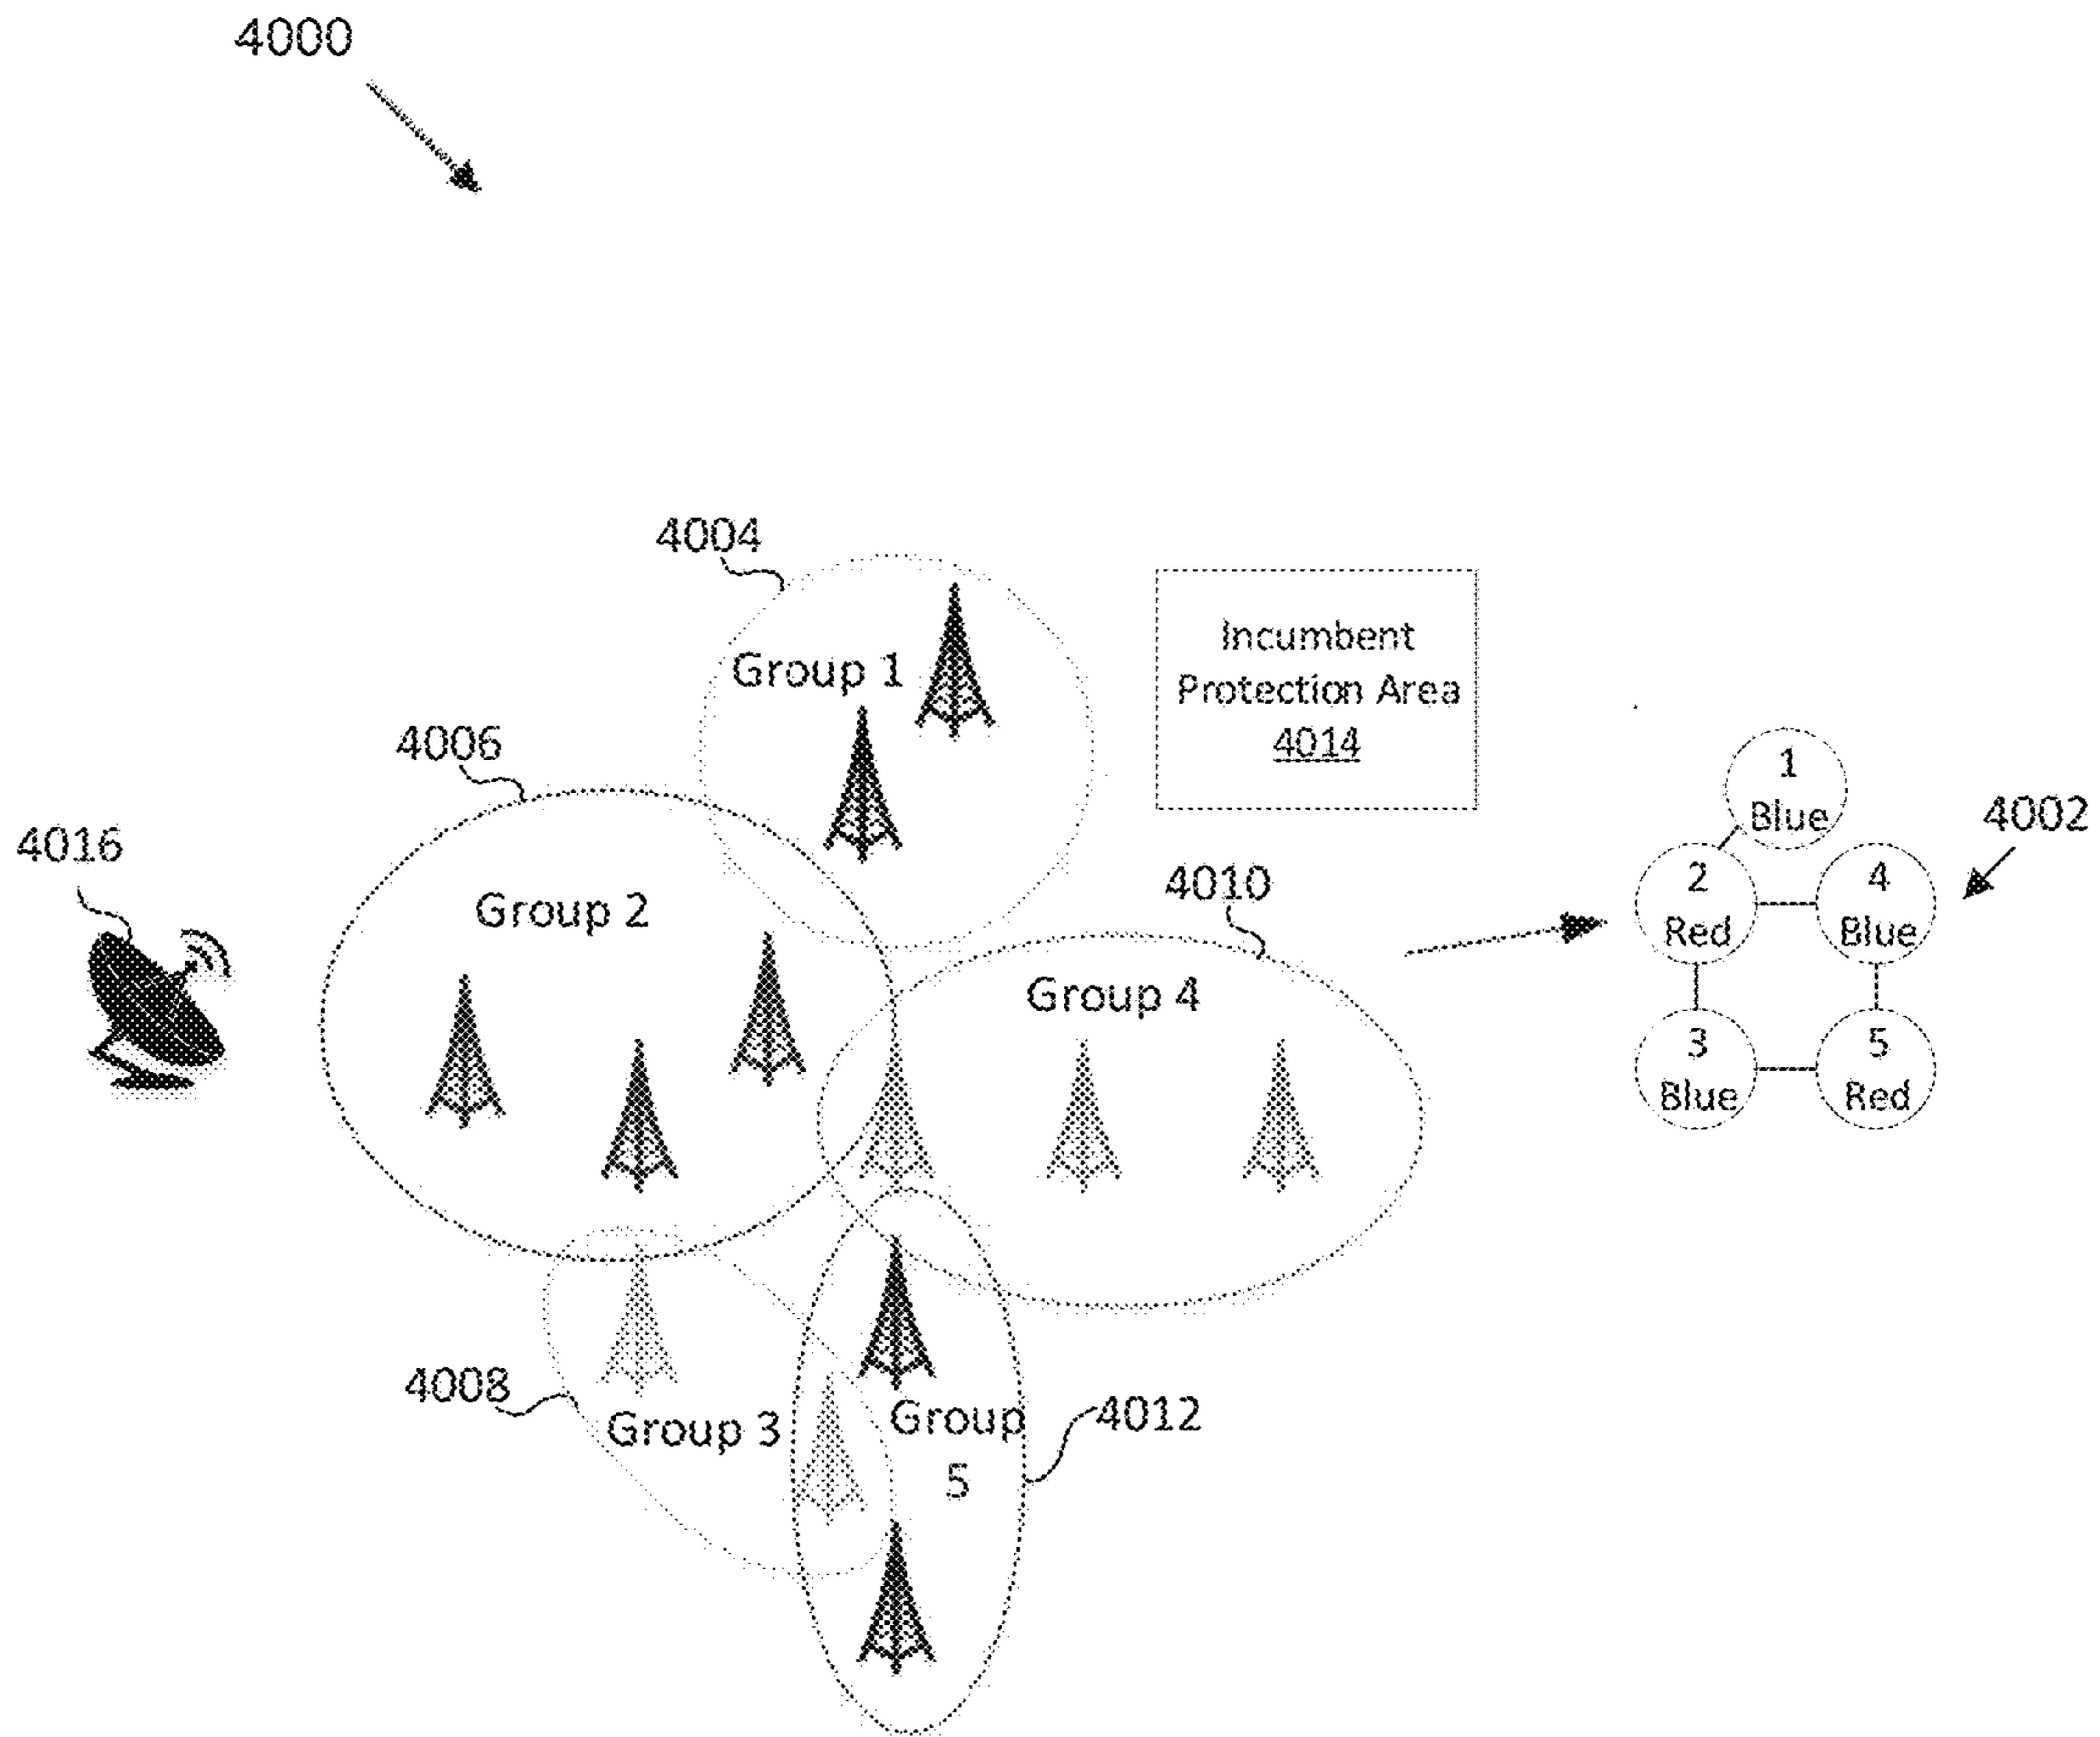 4000
4004
Incumbent
Protection Area
4014
Group 1
4006
1
Blue
4002
4016
4010
2
Red
4
Blue
Group 2
Group 4
3
Blue
5
Red
4008
Group 3
Group
5
4012